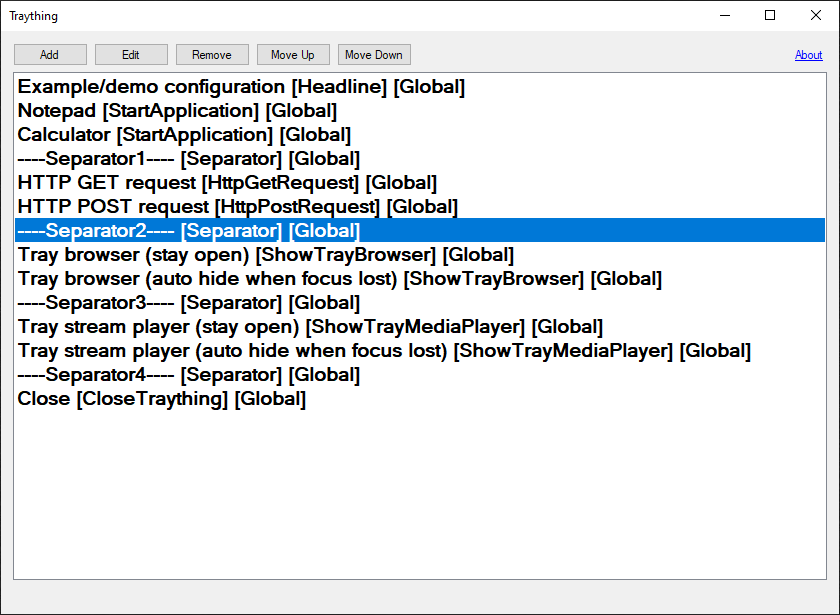 Traything
Add Edit Remove Move Up Move Down About
Example/demo configuration [Headline] [Global]
Notepad [StartApplication] [Global]
Calculator [StartApplication] [Global]
----Separator1---- [Separator] [Global]
HTTP GET request [HttpGetRequest] [Global]
HTTP POST request [HttpPostRequest] [Global]
----Separator2---- [Separator] [Global]
Tray browser (stay open) [ShowTrayBrowser] [Global]
Tray browser (auto hide when focus lost) [ShowTrayBrowser] [Global]
----Separator3---- [Separator] [Global]
Tray stream player (stay open) [ShowTrayMediaPlayer] [Global]
Tray stream player (auto hide when focus lost) [ShowTrayMediaPlayer] [Global]
----Separator4---- [Separator] [Global]
Close [CloseTraything] [Global]